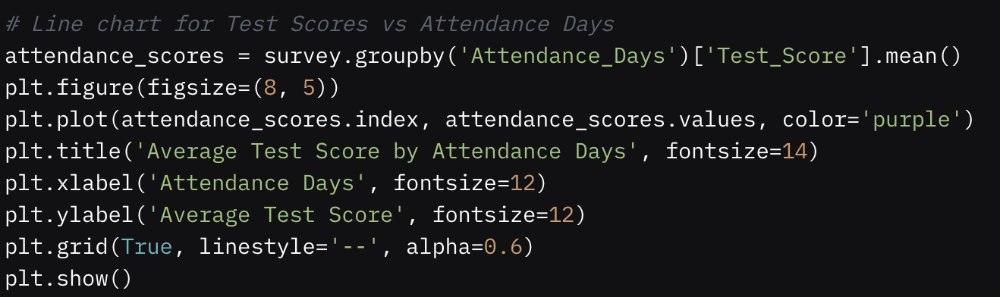 # Line chart for Test Scores vs Attendance Days
attendance_scores = survey.groupby('Attendance_Days')['Test_Score'].mean()
plt.figure(figsize=(8, 5))
plt.plot(attendance_scores.index, attendance_scores.values, color='purple')
plt.title('Average Test Score by Attendance Days', fontsize=14)
plt.xlabel('Attendance Days', fontsize=12)
plt.ylabel('Average Test Score', fontsize=12)
plt.grid(True, linestyle='--', alpha=0.6)
plt.show()